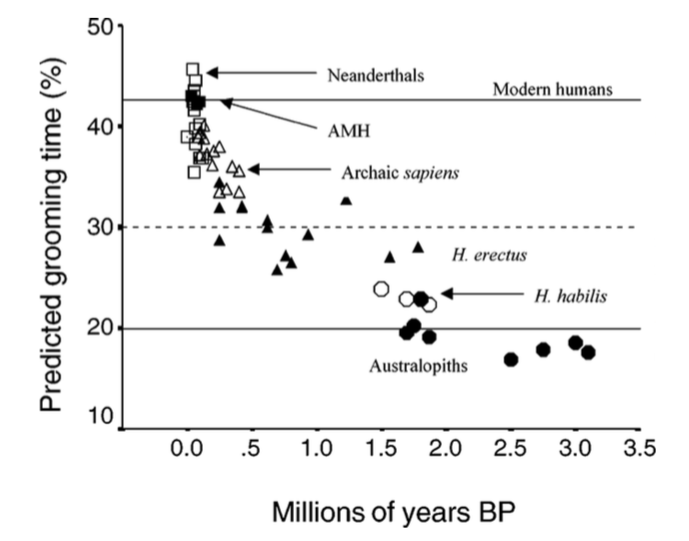 50
Neanderthals
Modern humans
40
AMH
Archaic sapiens
30
H. erectus
H. habilis
20
Australopiths
10
0.0 .5 1.0 1.5 2.0 2.5 3.0 3.5
Predicted grooming time (%)
Millions of years BP